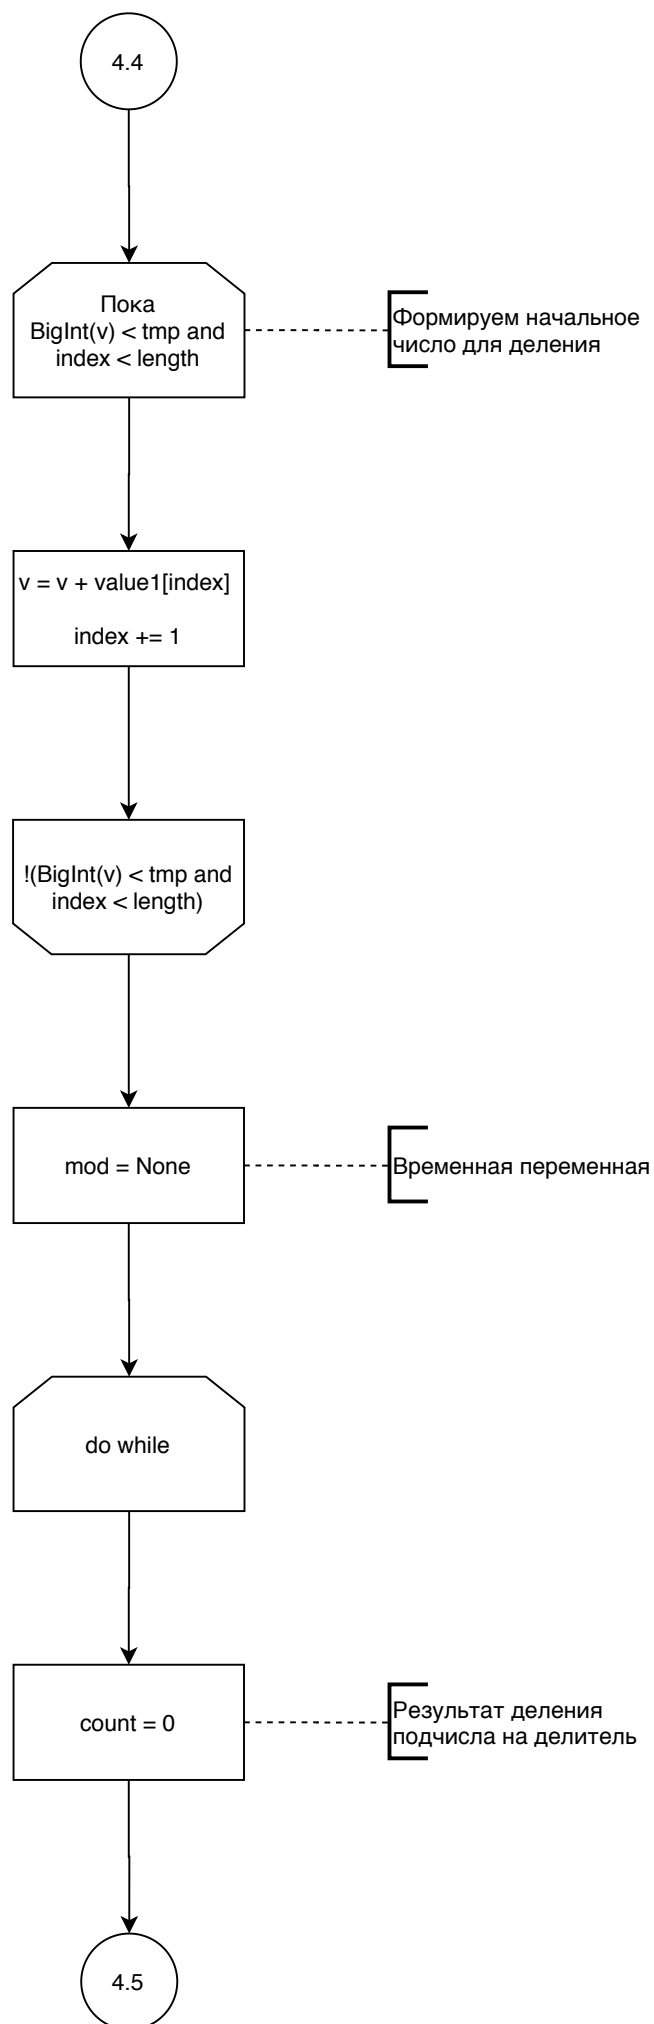 4.4
Пока
BigInt(v) < tmp and
index < length
Формируем начальное
число для деления
v = v + value1[index]
index += 1
!(BigInt(v) < tmp and
index < length)
mod = None
Временная переменная
do while
count = 0
Результат деления
подчисла на делитель
4.5